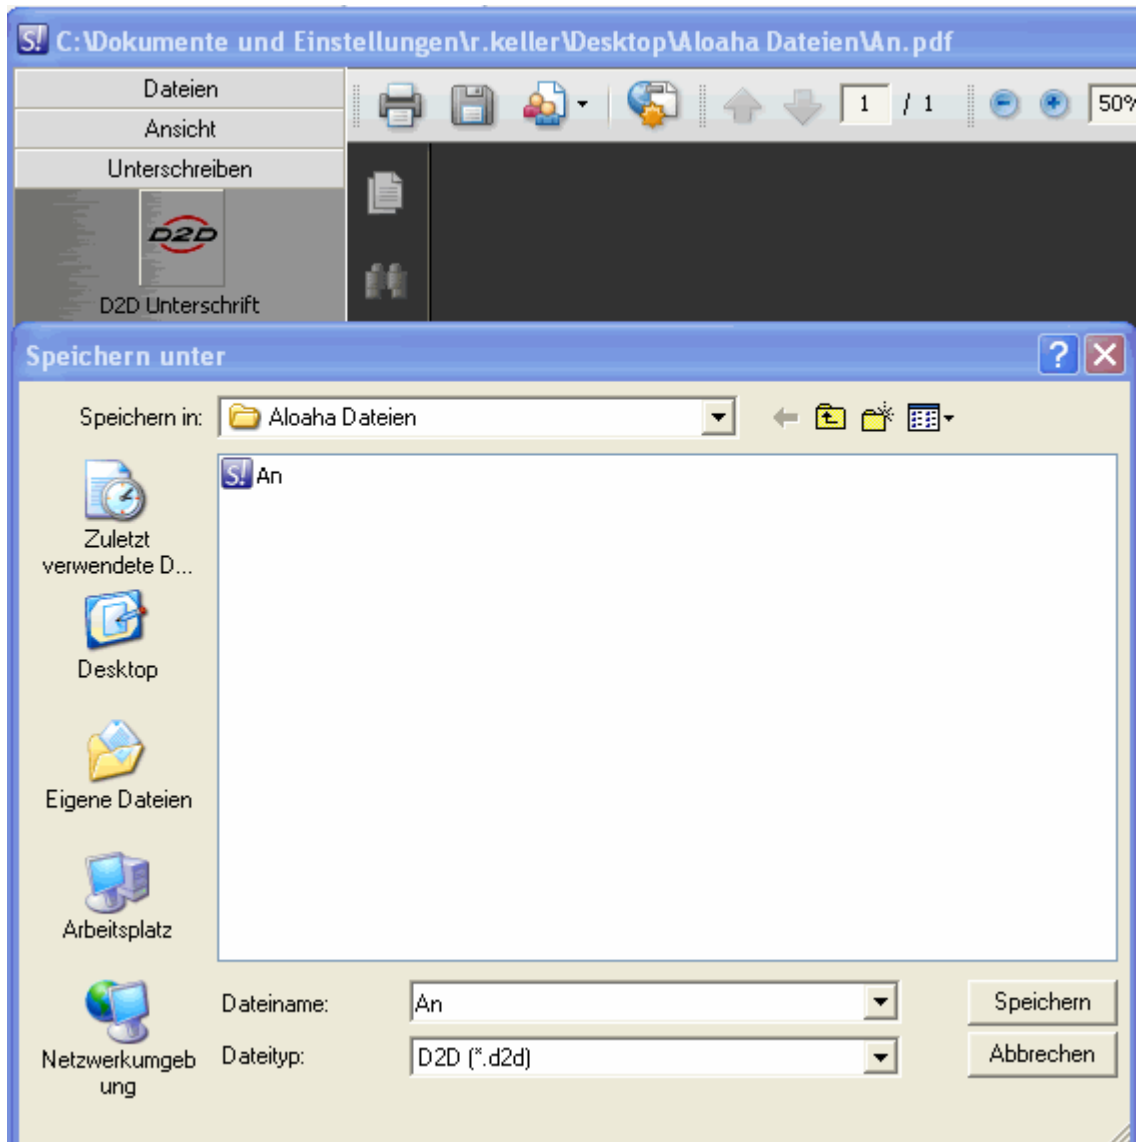 S! C:\Dokumente und Einstellungen\r.keller\Desktop\Aloaha Dateien\An.pdf
Dateien
Ansicht
Unterschreiben
1 / 1
50%
D2D
D2D Unterschrift
Speichern unter
?
Speichern in:
Aloaha Dateien
S! An
Zuletzt
verwendete D...
Desktop
Eigene Dateien
Arbeitsplatz
Netzwerkumgeb
ung
Dateiname:
An
Speichern
Dateityp:
D2D (*.d2d)
Abbrechen